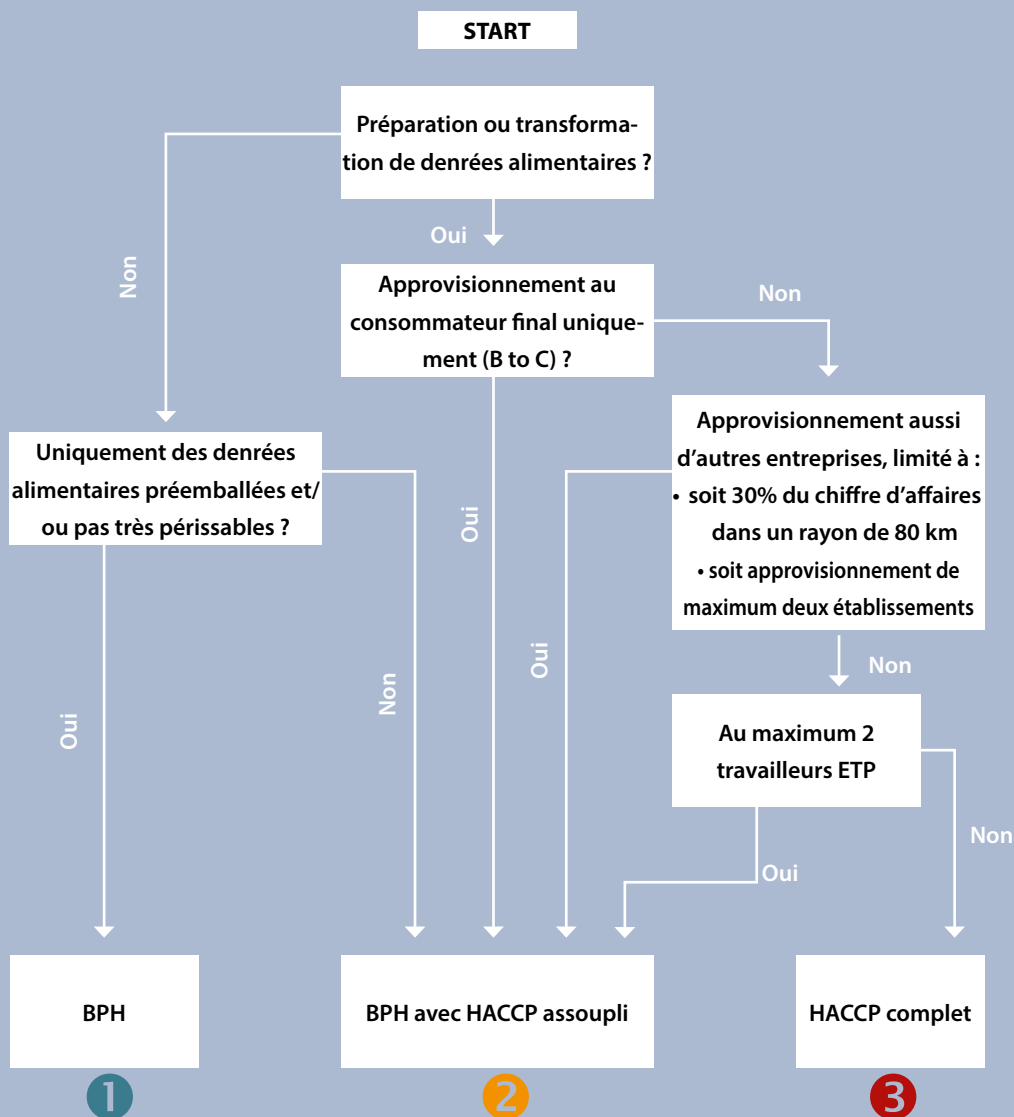 START
Préparation ou transforma-
tion de denrées alimentaires ?
Oui
Non
Approvisionnement au
consommateur final unique-
ment (B to C) ?
Non
Approvisionnement aussi
d'autres entreprises, limité à :
• soit 30% du chiffre d'affaires
dans un rayon de 80 km
• soit approvisionnement de
maximum deux établissements
Uniquement des denrées
alimentaires préemballées et/
ou pas très périssables ?
Oui
Oui
Non
Non
Oui
Au maximum 2
travailleurs ETP
Non
Oui
BPH
BPH avec HACCP assoupli
HACCP complet
1
2
3